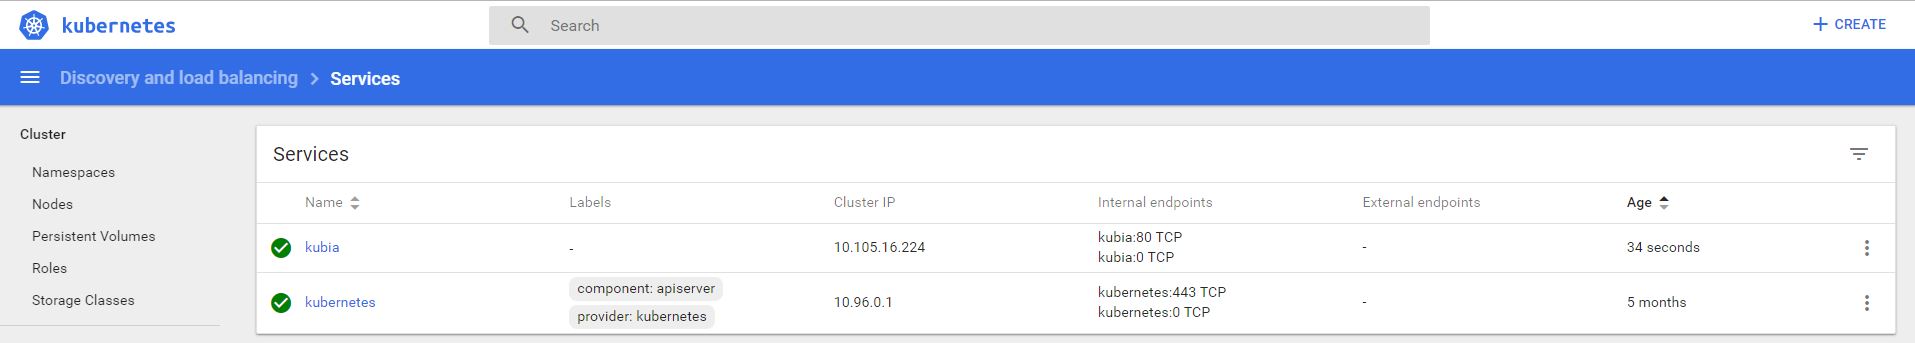 kubernetes
Search
CREATE
Discovery and load balancing Services
Cluster
Namespaces
Nodes
Persistent Volumes
Roles
Storage Classes
Services
Name Labels Cluster IP Internal endpoints External endpoints Age
kubia - 10.105.16.224 kubia:80 TCP - 34 seconds
kubia:0 TCP
kubernetes component: apiserver 10.96.0.1 kubernetes:443 TCP - 5 months
provider: kubernetes kubernetes:0 TCP